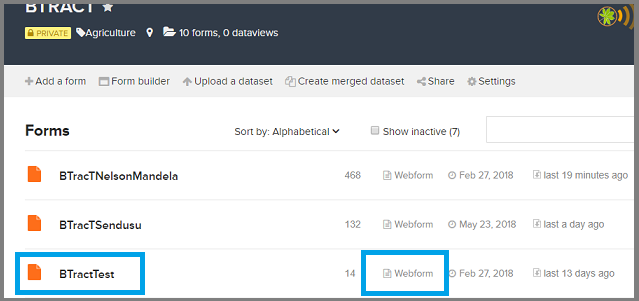 BTRACT
PRIVATE Agriculture 10 forms, 0 dataviews
Add a form Form builder Upload a dataset Create merged dataset Share Settings
Forms Sort by: Alphabetical Show inactive (7)
BTracTNelsonMandela 468 Webform Feb 27, 2018 last 19 minutes ago
BTracTSendusu 132 Webform May 23, 2018 last a day ago
BTractTest 14 Webform Feb 27, 2018 last 13 days ago